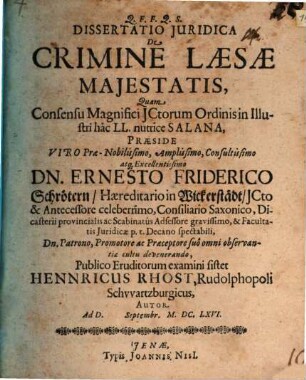 Q. F. F. Q. S.
DISSERTATIO JURIDICA
De
CRIMINE LÆSÆ
MAJESTATIS,
Quam
Consensu Magnifici JCtorum Ordinis in Illu-
stri hâc LL. nutrice SALANA,
PRÆSIDE
VIRO Præ-Nobilissimo, Amplissimo, Consultissimo
atq; Excellentissimo
DN. ERNESTO FRIDERICO
Schrötern / Hæreditario in Wickerstädt / JCto
& Antecessore celeberrimo, Consiliario Saxonico, Di-
casterii provincialis ac Scabinatus Assessore gravissimo, & Faculta-
tis Juridicæ p. t. Decano spectabili,
Dn. Patrono, Promotore ac Præceptore suô omni observan-
tiæ cultu devenerando,
Publico Eruditorum examini sistet
HENNRICUS RHOST, Rudolphopoli
Schvvartzburgicus,
AUTOR.
Ad D. Septembr. M. DC. LXVI.
JENÆ,
Typis JOANNIS NISI.